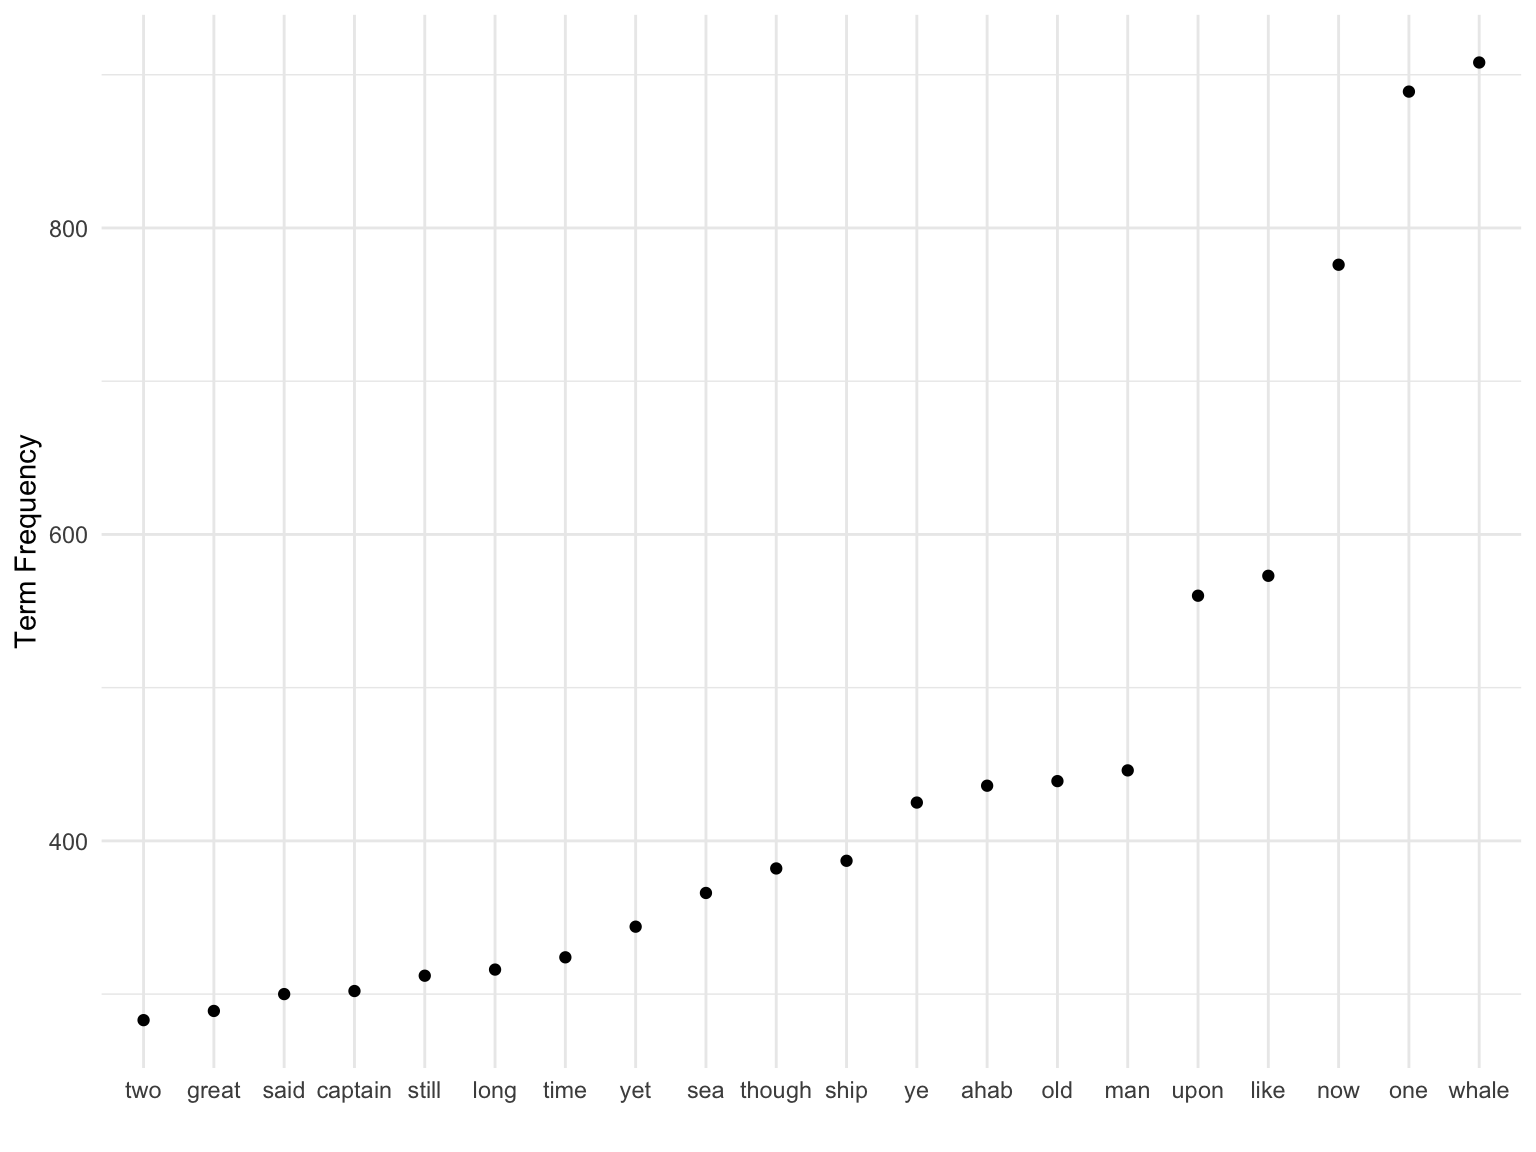 800
600
400
Term Frequency
two great said captain still long time yet sea though ship ye ahab old man upon like now one whale